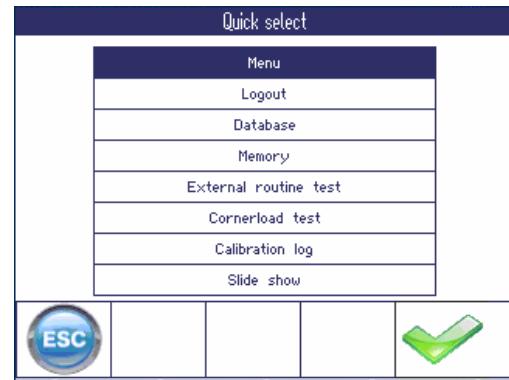 Quick select
Menu
Logout
Database
Memory
External routine test
Cornerload test
Calibration log
Slide show
ESC